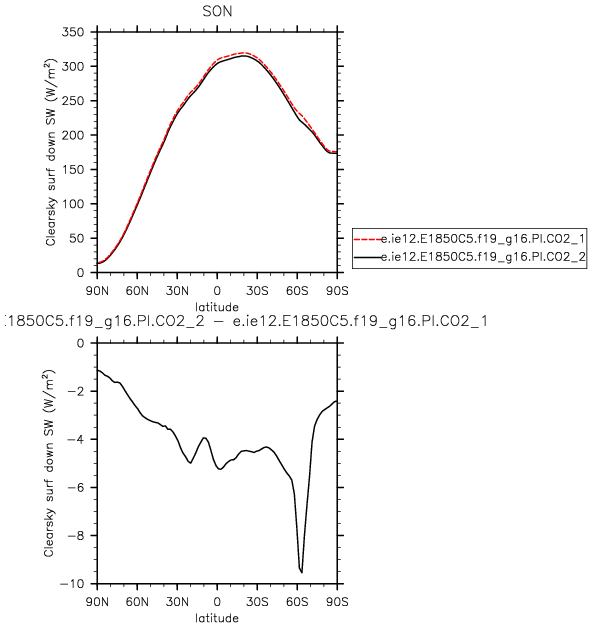 SON
350
300
250
200
150
100
50
0
Clearsky surf down SW (W/m²)
90N 60N 30N 0 30S 60S 90S
latitude
e.ie12.E1850C5.f19_g16.PI.CO2_1
e.ie12.E1850C5.f19_g16.PI.CO2_2
:1850C5.f19_g16.PI.CO2_2 − e.ie12.E1850C5.f19_g16.PI.CO2_1
0
−2
−4
−6
−8
−10
Clearsky surf down SW (W/m²)
90N 60N 30N 0 30S 60S 90S
latitude